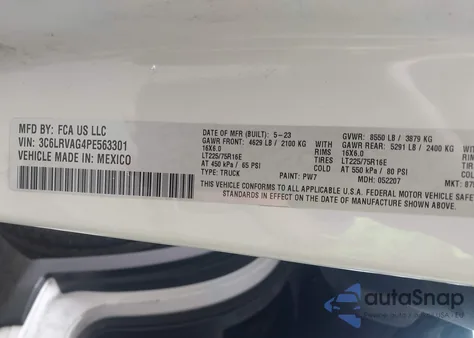 MFD BY: FCA US LLC
VIN: 3C6LRVAG4PE563301
VEHICLE MADE IN: MEXICO
DATE OF MFR (BUILT): 5-23
GVWR: 8550 LB / 3879 KG
GAWR FRONT: 4629 LB / 2100 KG
GAWR REAR: 5291 LB / 2400 KG
16X6.0
RIMS
16X6.0
RIMS
LT225/75R16E
TIRES
LT225/75R16E
AT 450 kPa / 65 PSI
COLD
AT 550 kPa / 80 PSI
COLD
TYPE: TRUCK
PAINT: PW7
MDH: 052207
MKT:
THIS VEHICLE CONFORMS TO ALL APPLICABLE U.S.A. FEDERAL MOTOR VEHICLE
STANDARDS IN EFFECT ON THE DATE OF MANUFACTURE SHOWN ABOVE.
autaSnap